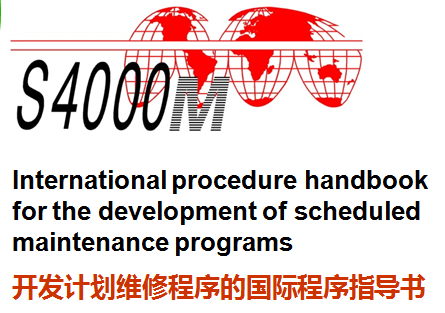 S4000M
International procedure handbook
for the development of scheduled
maintenance programs
开发计划维修程序的国际程序指导书